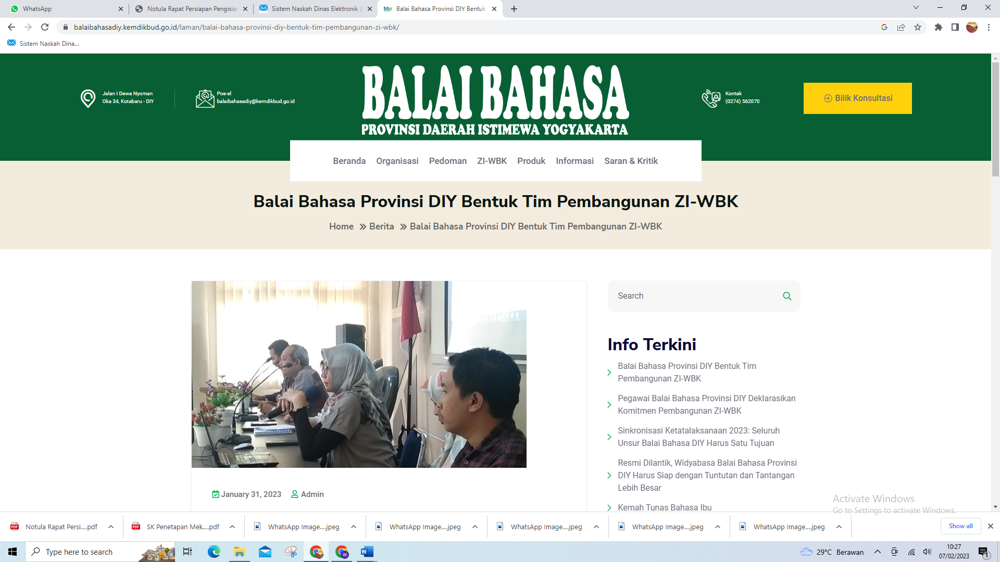 WhatsApp
Notula Rapat Persiapan Pengisian
Sistem Naskah Dinas Elektronik (
Balai Bahasa Provinsi DIY Bentuk
balaibahasadiy.kemdikbud.go.id/laman/balai-bahasa-provinsi-diy-bentuk-tim-pembangunan-zi-wbk/
Sistem Naskah Dina...
Jalan I Dewa Nyoman
Oka 34, Kotabaru - DIY
Pos-el
balaibahasadiy@kemdikbud.go.id
BALAI BAHASA
PROVINSI DAERAH ISTIMEWA YOGYAKARTA
Kontak
(0274) 562070
Bilik Konsultasi
Beranda Organisasi Pedoman ZI-WBK Produk Informasi Saran & Kritik
Balai Bahasa Provinsi DIY Bentuk Tim Pembangunan ZI-WBK
Home » Berita » Balai Bahasa Provinsi DIY Bentuk Tim Pembangunan ZI-WBK
January 31, 2023 Admin
Search
Info Terkini
Balai Bahasa Provinsi DIY Bentuk Tim
Pembangunan ZI-WBK
Pegawai Balai Bahasa Provinsi DIY Deklarasikan
Komitmen Pembangunan ZI-WBK
Sinkronisasi Ketatalaksanaan 2023: Seluruh
Unsur Balai Bahasa DIY Harus Satu Tujuan
Resmi Dilantik, Widyabasa Balai Bahasa Provinsi
DIY Harus Siap dengan Tuntutan dan Tantangan
Lebih Besar
Kemah Tunas Bahasa Ibu
Activate Windows
Go to Settings to activate Windows.
Notula Rapat Persi....pdf
SK Penetapan Mek....pdf
WhatsApp Image....jpeg
WhatsApp Image....jpeg
WhatsApp Image....jpeg
WhatsApp Image....jpeg
WhatsApp Image....jpeg
Show all
Type here to search
29°C Berawan
10:27
07/02/2023
1